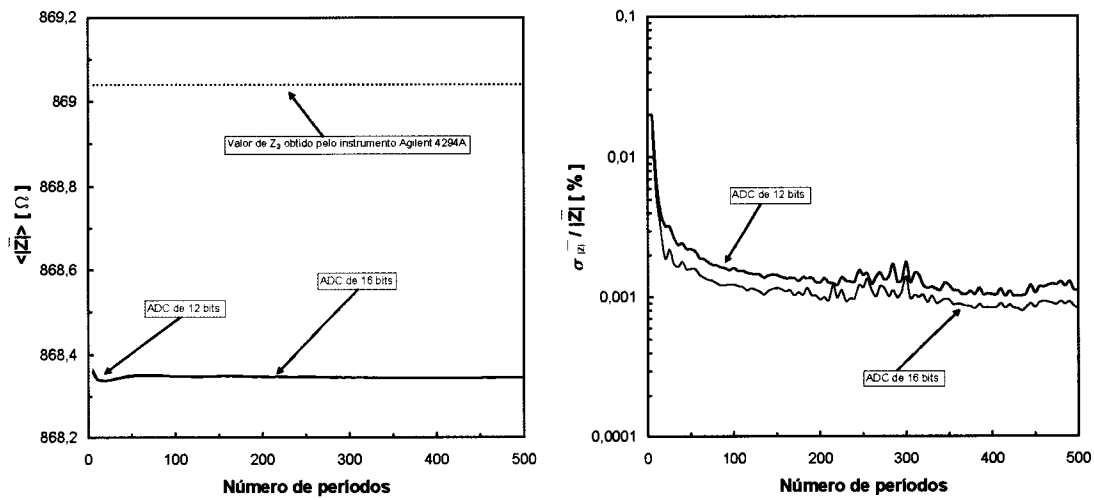 869,2
869
868,8
868,6
868,4
868,2
<|Z|> [ Ω ]
Valor de Z3 obtido pelo instrumento Agilent 4294A
ADC de 16 bits
ADC de 12 bits
0 100 200 300 400 500
Número de períodos
0,1
0,01
0,001
0,0001
σ |Z| / |Z| [ % ]
ADC de 12 bits
ADC de 16 bits
0 100 200 300 400 500
Número de períodos